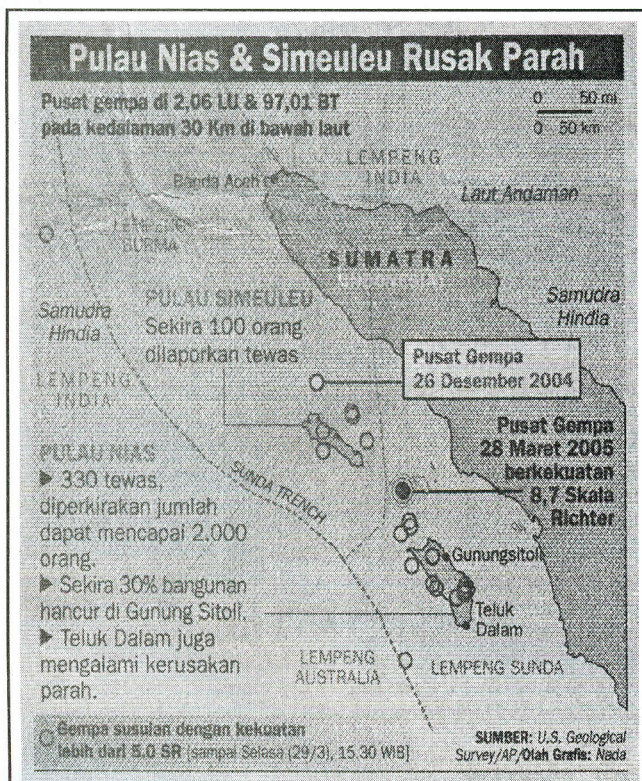 Pulau Nias & Simeuleu Rusak Parah
Pusat gempa di 2,06 LU & 97,01 BT
pada kedalaman 30 Km di bawah laut
0 50 mi
0 50 km
Banda Aceh
LEMPENG
INDIA
Laut Andaman
LEMPENG
BURMA
SUMATRA
PULAU SIMEULEU
Sekira 100 orang
dilaporkan tewas
Samudra
Hindia
Samudra
Hindia
LEMPENG
INDIA
Pusat Gempa
26 Desember 2004
Pusat Gempa
28 Maret 2005
berkekuatan
8,7 Skala
Richter
PULAU NIAS
▶ 330 tewas,
diperkirakan jumlah
dapat mencapai 2.000
orang.
▶ Sekira 30% bangunan
hancur di Gunung Sitoli.
▶ Teluk Dalam juga
mengalami kerusakan
parah.
SUNDA TRENCH
Gunungsitoli
Teluk
Dalam
LEMPENG
AUSTRALIA
LEMPENG SUNDA
Gempa susulan dengan kekuatan
lebih dari 5.0 SR [sampai Selasa (29/3), 15.30 WIB]
SUMBER: U.S. Geological
Survey/AP/Olah Grafis: Nada